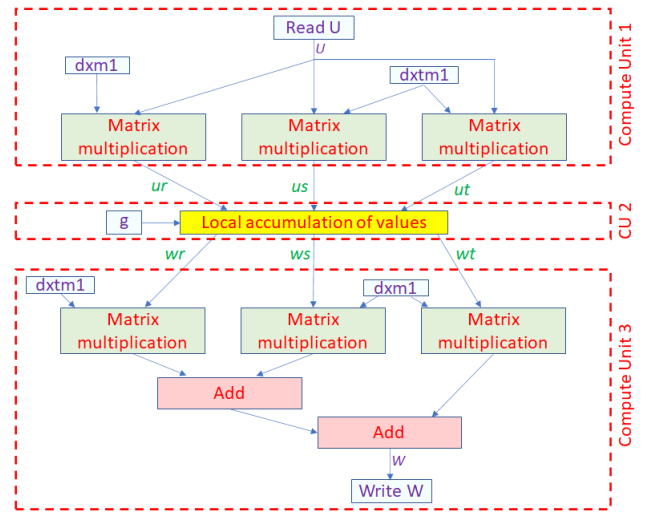 Read U
U
dxm1
dxtm1
Matrix
multiplication
Matrix
multiplication
Matrix
multiplication
Compute Unit 1
ur
us
ut
g
Local accumulation of values
CU 2
wr
ws
wt
dxtm1
dxm1
Matrix
multiplication
Matrix
multiplication
Matrix
multiplication
Add
Add
W
Write W
Compute Unit 3